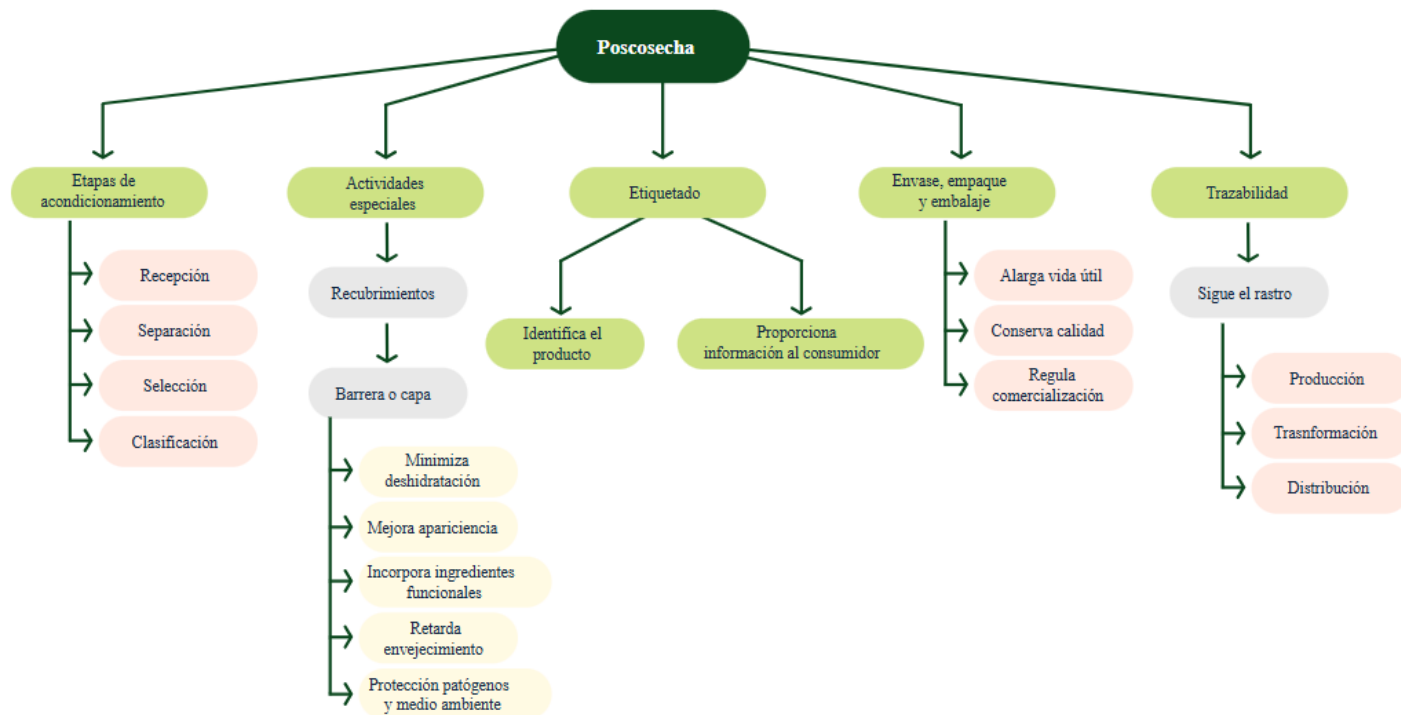 Poscosecha
Etapas de
acondicionamiento
Recepción
Separación
Selección
Clasificación
Actividades
especiales
Recubrimientos
Barrera o capa
Minimiza
deshidratación
Mejora apariciencia
Incorpora ingredientes
funcionales
Retarda
envejecimiento
Protección patógenos
y medio ambiente
Etiquetado
Identifica el
producto
Proporciona
información al consumidor
Envase, empaque
y embalaje
Alarga vida útil
Conserva calidad
Regula
comercialización
Trazabilidad
Sigue el rastro
Producción
Trasnformación
Distribución